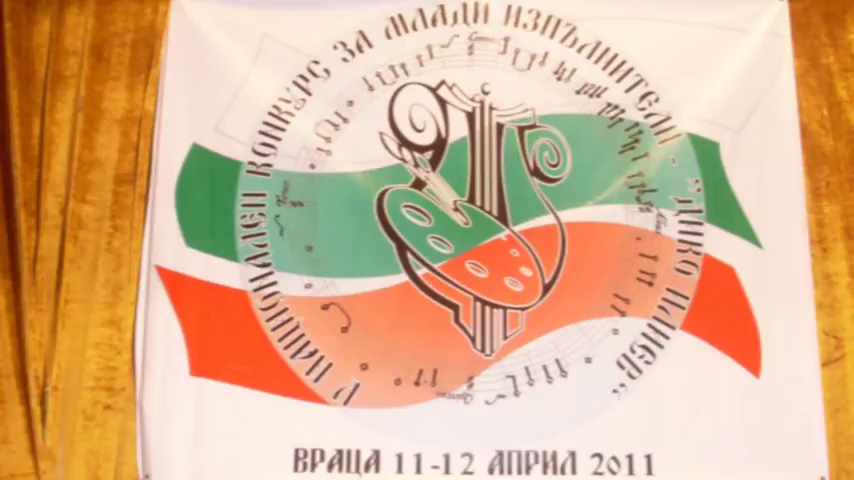 V НАЦИОНАЛЕН КОНКУРС ЗА МЛАДИ ИЗПЪЛНИТЕЛИ - "ДИКО ИЛИЕВ"
ВРАЦА 11-12 АПРИЛ 2011